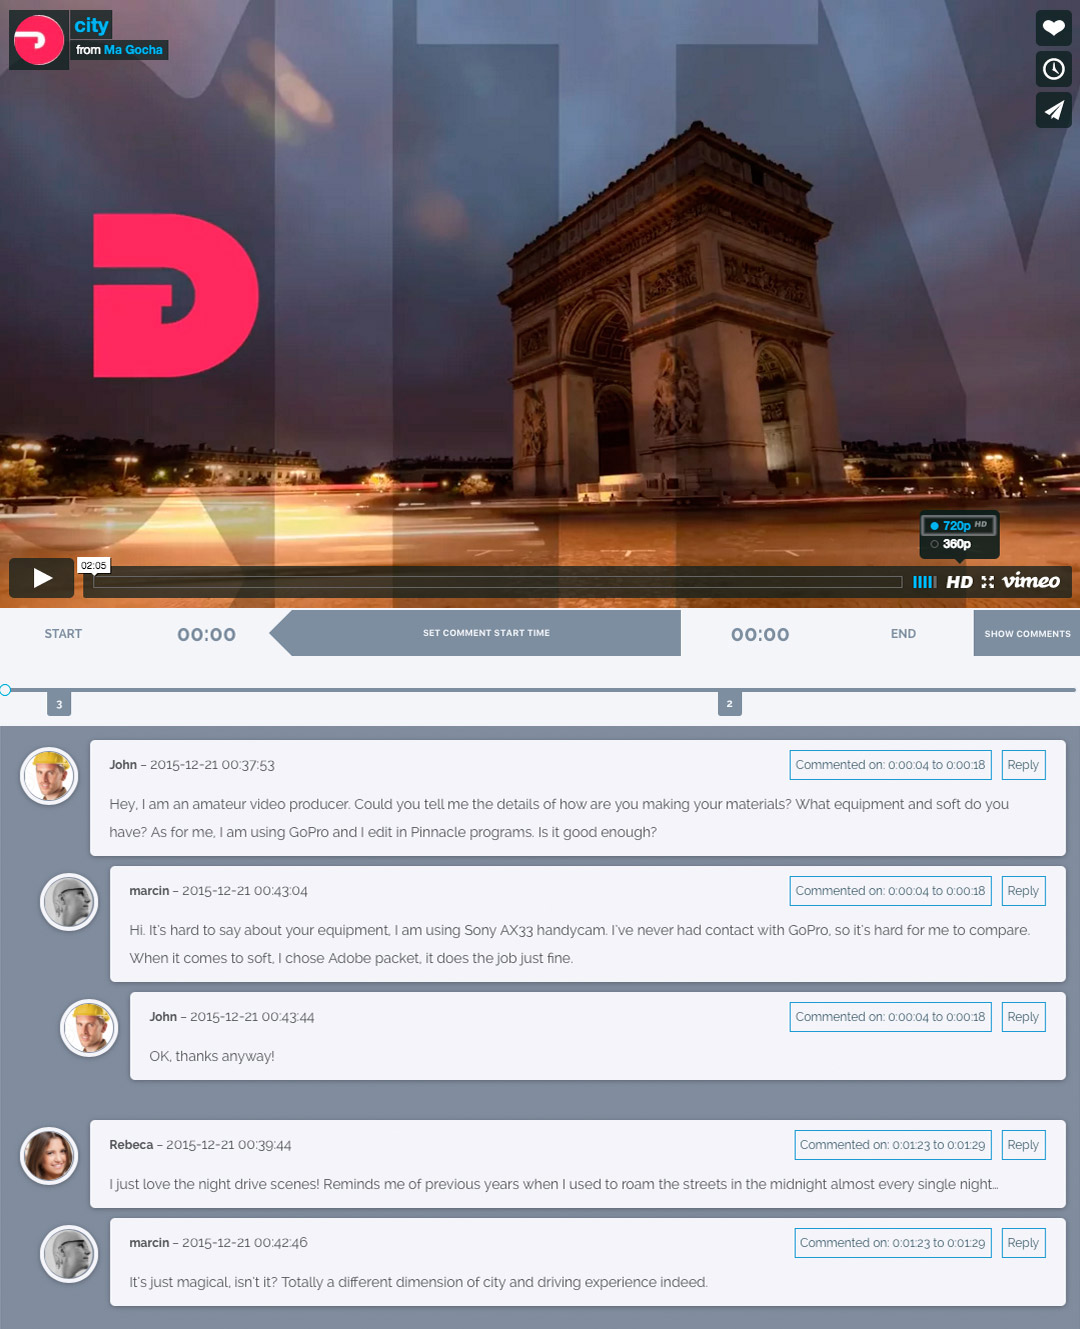 city
from Ma Gocha
720p HD
360p
02:05
HD vimeo
START 00:00 SET COMMENT START TIME 00:00 END SHOW COMMENTS
3 2
John – 2015-12-21 00:37:53 Commented on: 0:00:04 to 0:00:18 Reply
Hey, I am an amateur video producer. Could you tell me the details of how are you making your materials? What equipment and soft do you
have? As for me, I am using GoPro and I edit in Pinnacle programs. Is it good enough?
marcin – 2015-12-21 00:43:04 Commented on: 0:00:04 to 0:00:18 Reply
Hi. It's hard to say about your equipment, I am using Sony AX33 handycam. I've never had contact with GoPro, so it's hard for me to compare.
When it comes to soft, I chose Adobe packet, it does the job just fine.
John – 2015-12-21 00:43:44 Commented on: 0:00:04 to 0:00:18 Reply
OK, thanks anyway!
Rebeca – 2015-12-21 00:39:44 Commented on: 0:01:23 to 0:01:29 Reply
I just love the night drive scenes! Reminds me of previous years when I used to roam the streets in the midnight almost every single night...
marcin – 2015-12-21 00:42:46 Commented on: 0:01:23 to 0:01:29 Reply
It's just magical, isn't it? Totally a different dimension of city and driving experience indeed.